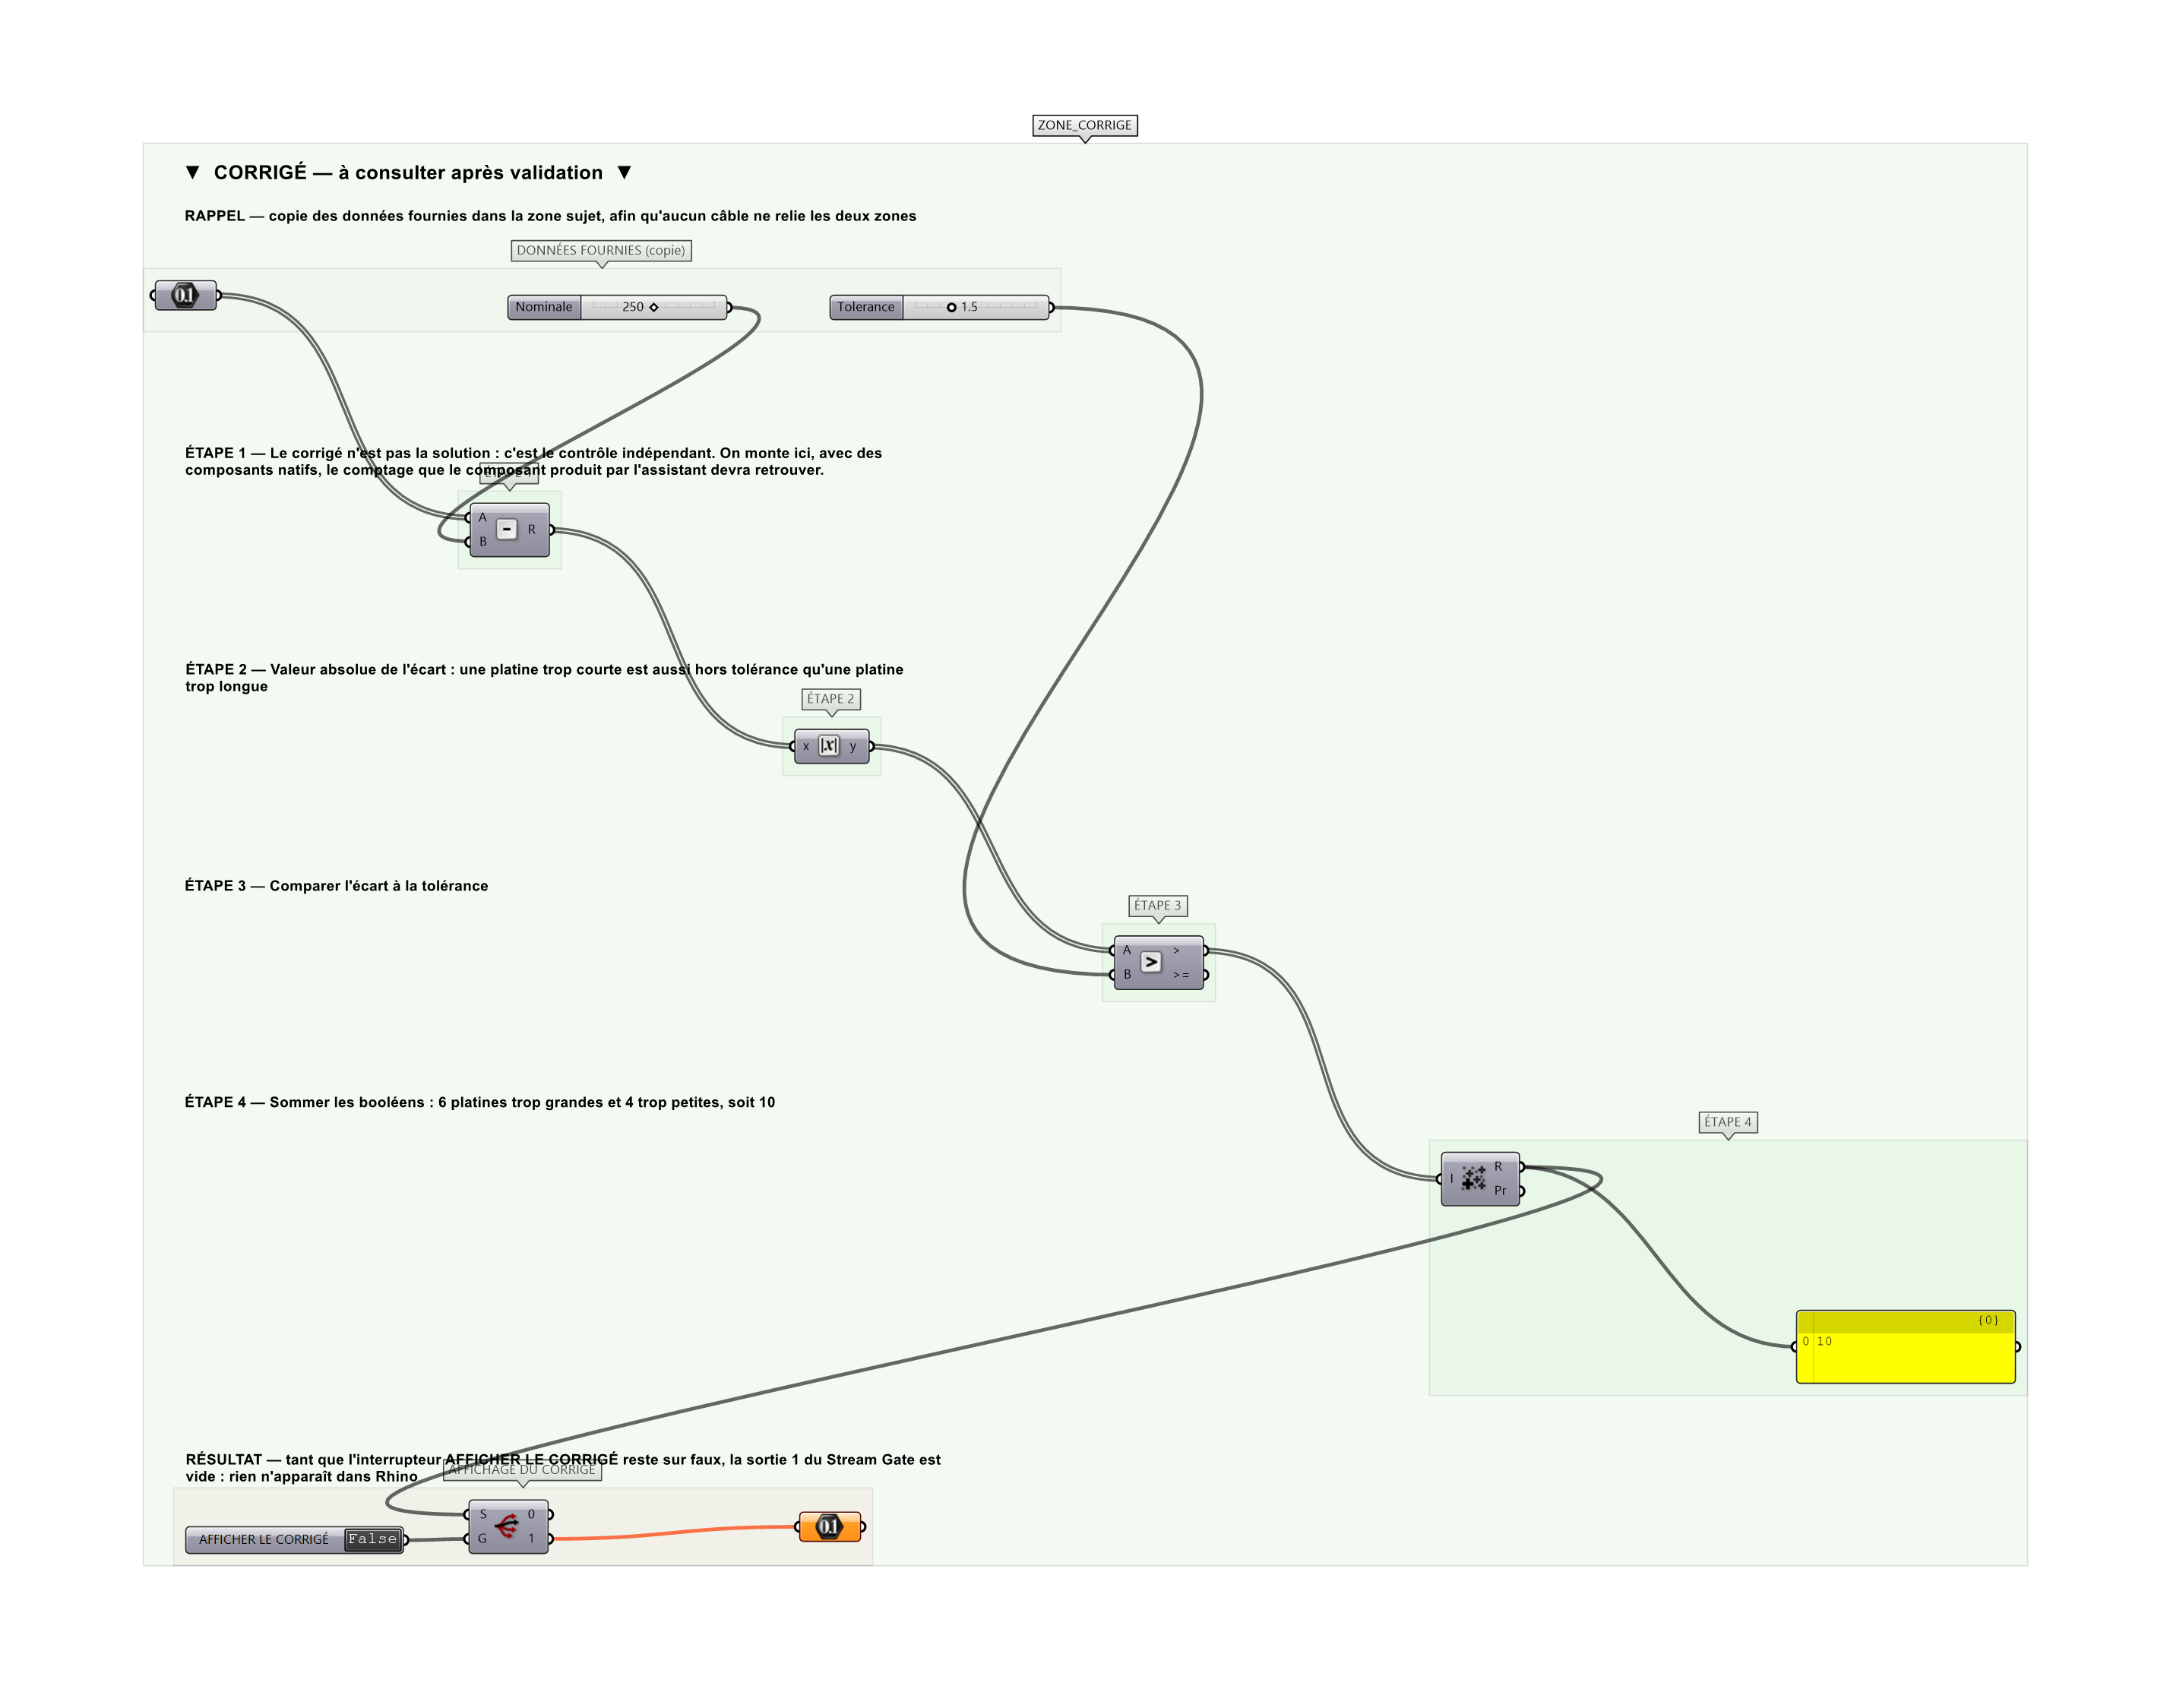 ZONE_CORRIGE
▼ CORRIGÉ — à consulter après validation ▼
RAPPEL — copie des données fournies dans la zone sujet, afin qu'aucun câble ne relie les deux zones
DONNÉES FOURNIES (copie)
0.1
Nominale 250
Tolerance 1.5
ÉTAPE 1 — Le corrigé n'est pas la solution : c'est le contrôle indépendant. On monte ici, avec des
composants natifs, le comptage que le composant produit par l'assistant devra retrouver.
A - R
B
ÉTAPE 2 — Valeur absolue de l'écart : une platine trop courte est aussi hors tolérance qu'une platine
trop longue
ÉTAPE 2
x |x| y
ÉTAPE 3 — Comparer l'écart à la tolérance
ÉTAPE 3
A > >
B >=
ÉTAPE 4 — Sommer les booléens : 6 platines trop grandes et 4 trop petites, soit 10
ÉTAPE 4
I R
Pr
{0}
0 10
RÉSULTAT — tant que l'interrupteur AFFICHER LE CORRIGÉ reste sur faux, la sortie 1 du Stream Gate est
vide : rien n'apparaît dans Rhino
AFFICHAGE DU CORRIGÉ
S 0
G 1
AFFICHER LE CORRIGÉ False
0.1